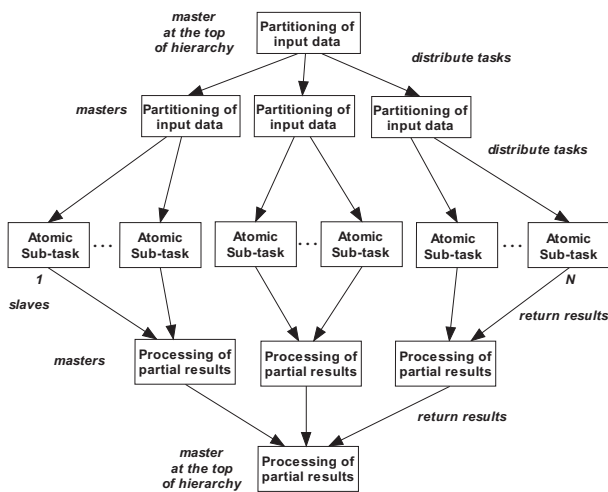 master
at the top
of hierarchy
Partitioning of
input data
distribute tasks
masters
Partitioning of
input data
Partitioning of
input data
Partitioning of
input data
distribute tasks
Atomic
Sub-task
...
Atomic
Sub-task
Atomic
Sub-task
...
Atomic
Sub-task
Atomic
Sub-task
...
Atomic
Sub-task
1
N
slaves
return results
masters
Processing of
partial results
Processing of
partial results
Processing of
partial results
return results
master
at the top
of hierarchy
Processing of
partial results